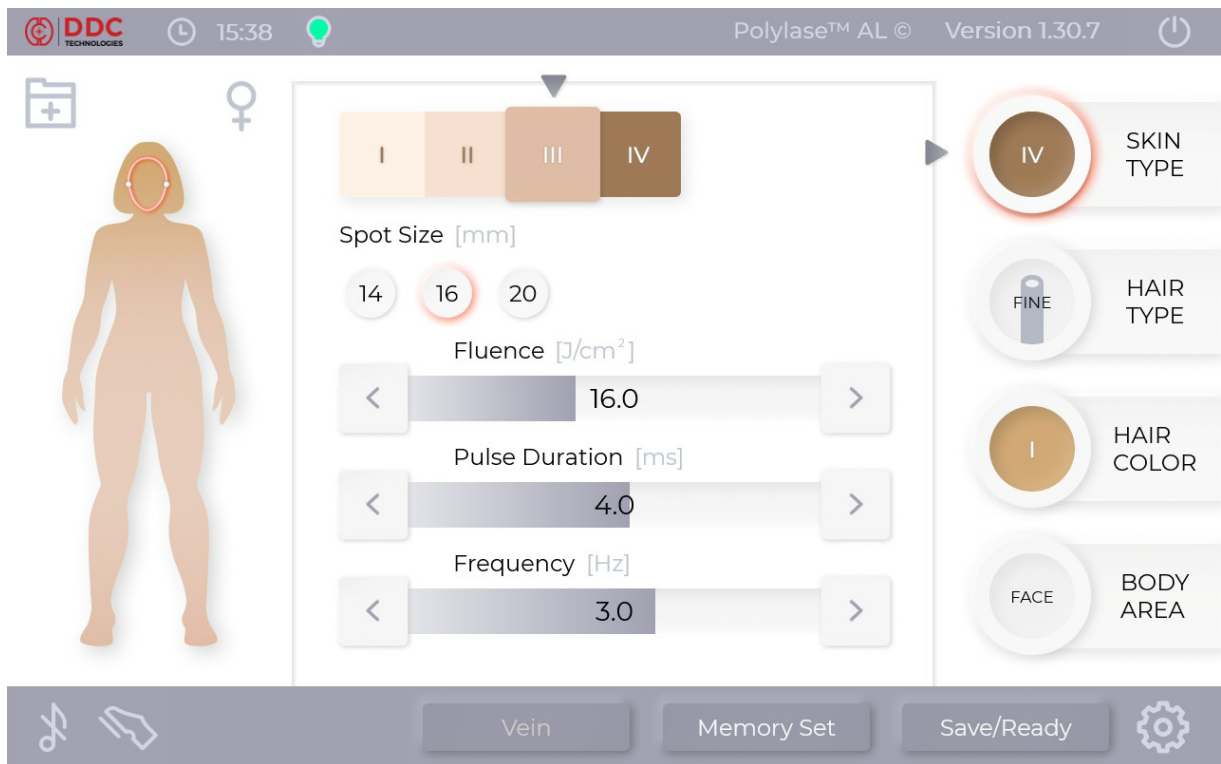 DDC
TECHNOLOGIES
15:38
Polylase™ AL © Version 1.30.7
I II III IV
Spot Size [mm]
14 16 20
Fluence [J/cm²]
16.0
Pulse Duration [ms]
4.0
Frequency [Hz]
3.0
IV
SKIN
TYPE
FINE
HAIR
TYPE
I
HAIR
COLOR
FACE
BODY
AREA
Vein Memory Set Save/Ready